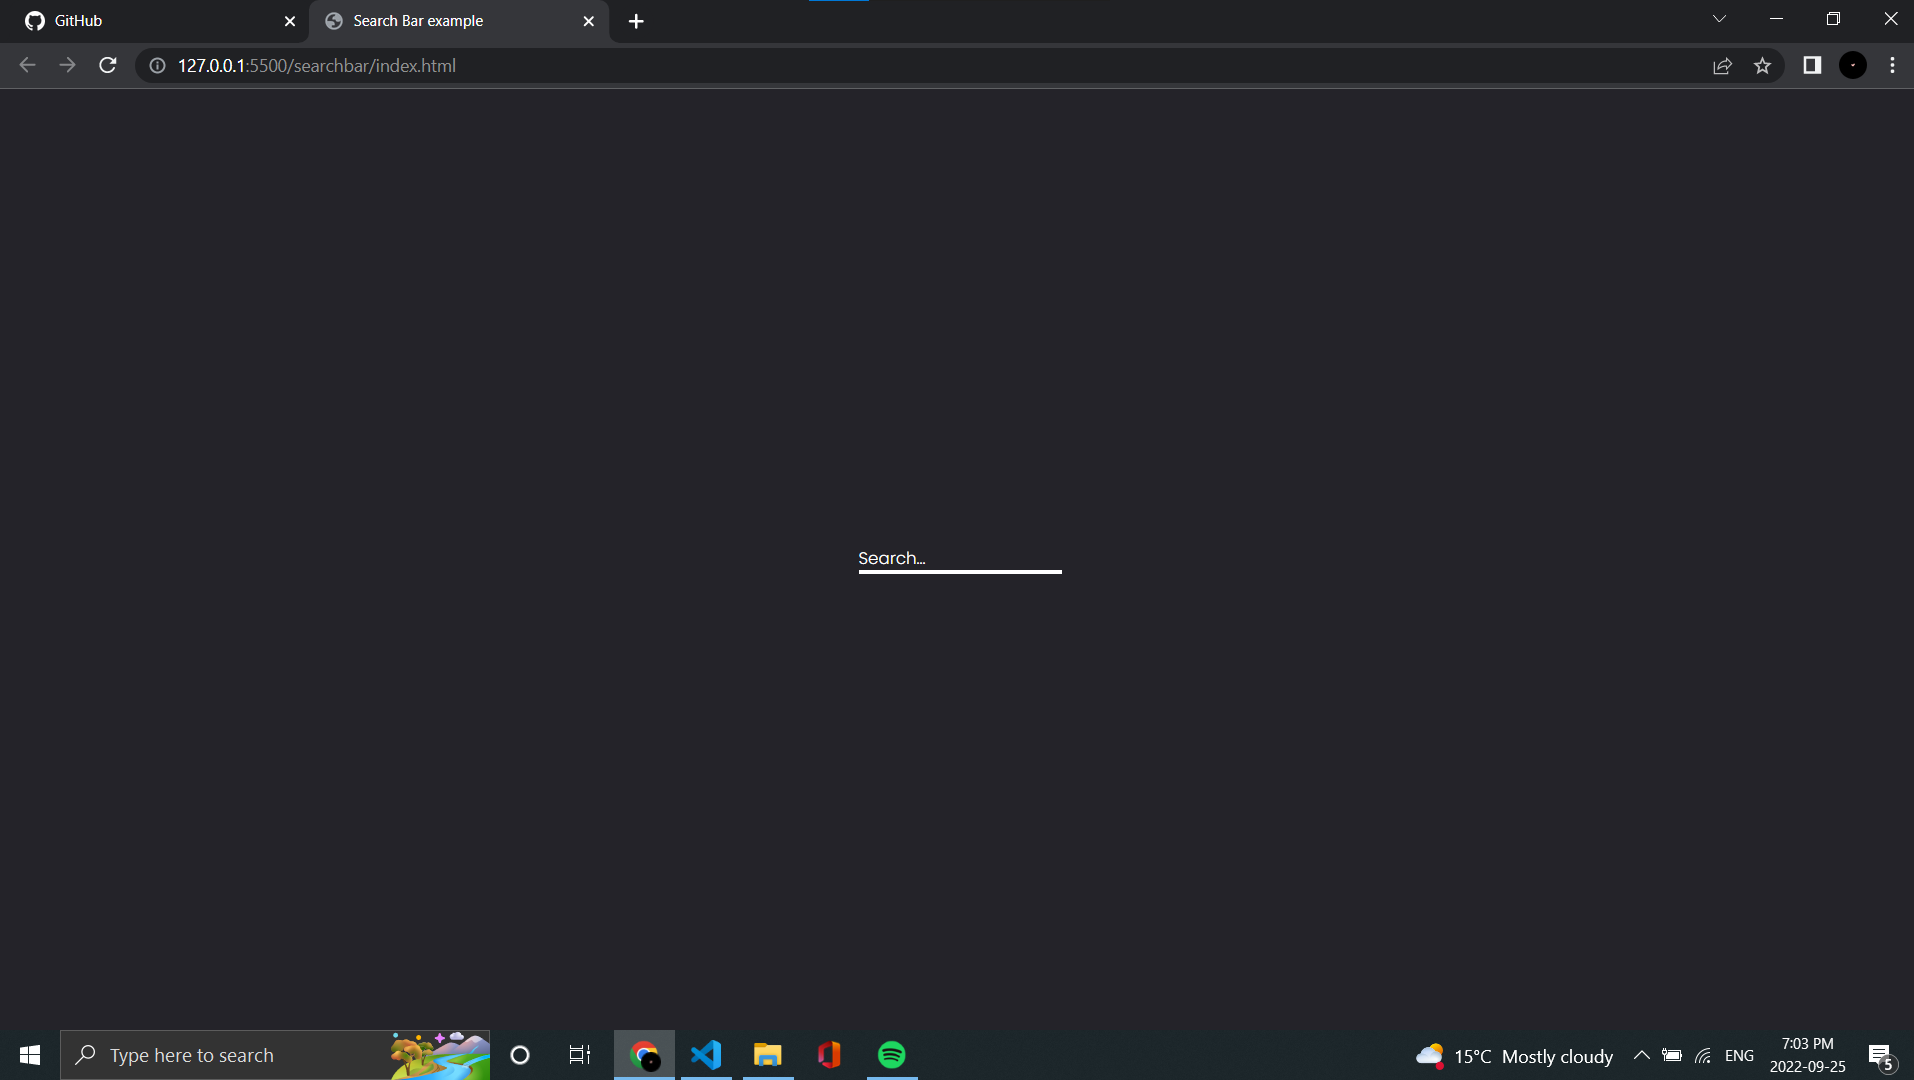 GitHub
Search Bar example
127.0.0.1:5500/searchbar/index.html
Search...
Type here to search
15°C Mostly cloudy
ENG
7:03 PM
2022-09-25
5